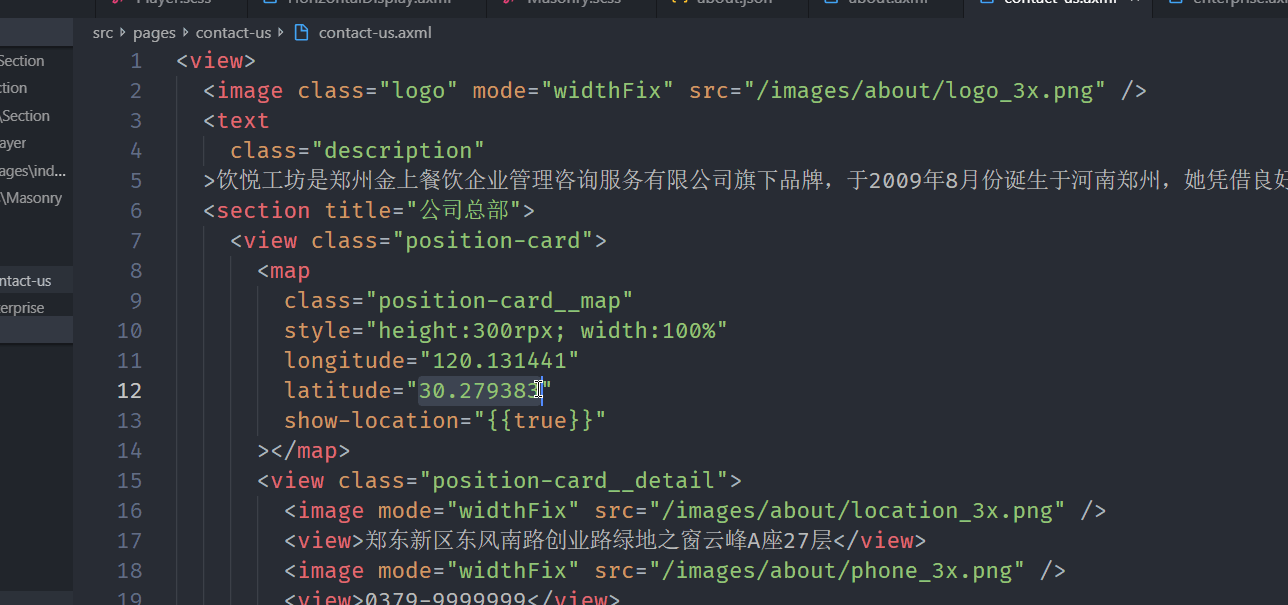 Player.scss HorizontalDisplay.axml Masonry.scss about.json about.axml contact-us.axml
src pages contact-us contact-us.axml
Section
\Section
ages\ind...
\Masonry
ntact-us
1 <view>
2 <image class="logo" mode="widthFix" src="/images/about/logo_3x.png" />
3 <text
4 class="description"
5 >饮悦工坊是郑州金上餐饮企业管理咨询服务有限公司旗下品牌，于2009年8月份诞生于河南郑州，她凭借良好
6 <section title="公司总部">
7 <view class="position-card">
8 <map
9 class="position-card__map"
10 style="height:300rpx; width:100%"
11 longitude="120.131441"
12 latitude="30.279383"
13 show-location="{{true}}"
14 ></map>
15 <view class="position-card__detail">
16 <image mode="widthFix" src="/images/about/location_3x.png" />
17 <view>郑东新区东风南路创业路绿地之窗云峰A座27层</view>
18 <image mode="widthFix" src="/images/about/phone_3x.png" />
19 <view>0379-9999999</view>